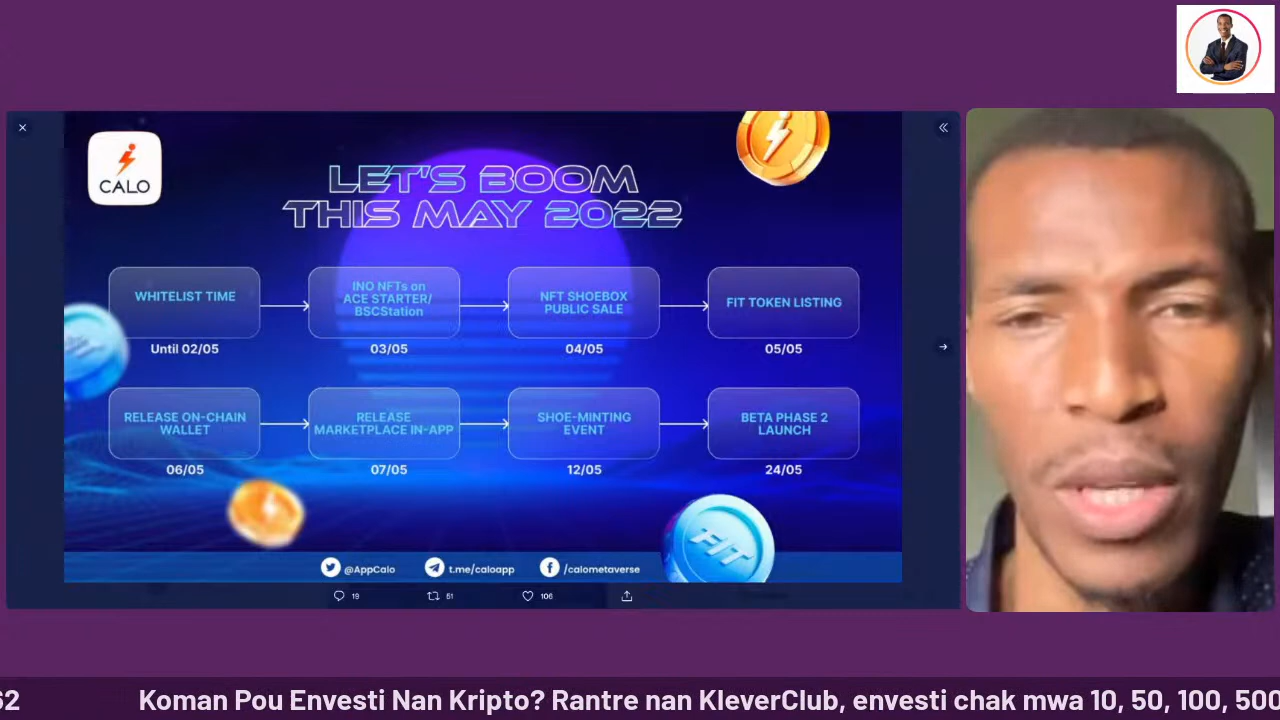 CALO
LET'S BOOM
THIS MAY 2022
WHITELIST TIME
Until 02/05
INO NFTs on
ACE STARTER/
BSCStation
03/05
NFT SHOEBOX
PUBLIC SALE
04/05
FIT TOKEN LISTING
05/05
RELEASE ON-CHAIN
WALLET
06/05
RELEASE
MARKETPLACE IN-APP
07/05
SHOE-MINTING
EVENT
12/05
BETA PHASE 2
LAUNCH
24/05
FIT
@AppCalo
t.me/caloapp
/calometaverse
19
51
106
62
Koman Pou Envesti Nan Kripto? Rantre nan KleverClub, envesti chak mwa 10, 50, 100, 500